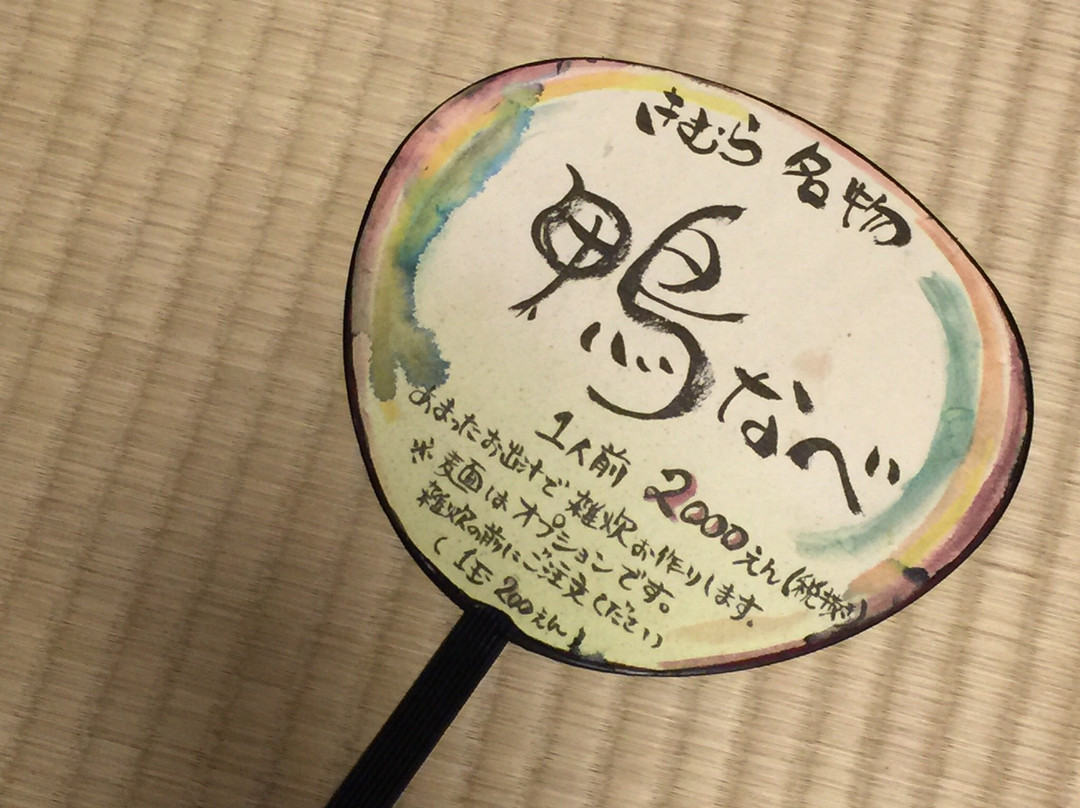 きむら 名物
鴨なべ
1人前 2000えん(税抜き)
あまったお出汁で雑炊お作りします。
※麺はオプションです。
雑炊の前にご注文ください
(1玉 200えん)